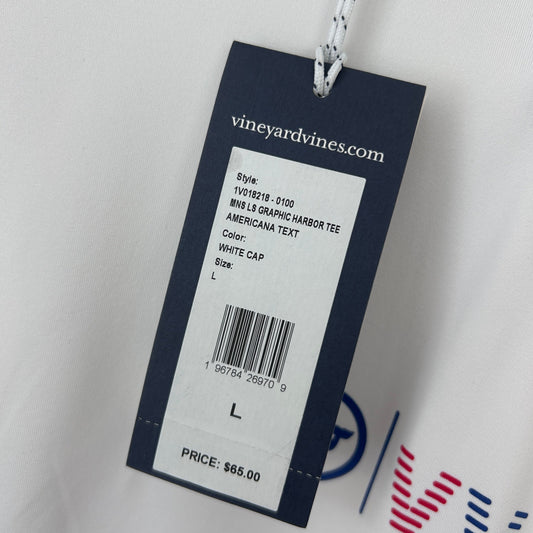 vineyardvines.com
Style:
1V018218 - 0100
MNS LS GRAPHIC HARBOR TEE
AMERICANA TEXT
Color:
WHITE CAP
Size:
L
1 96784 26970 9
L
PRICE: $65.00